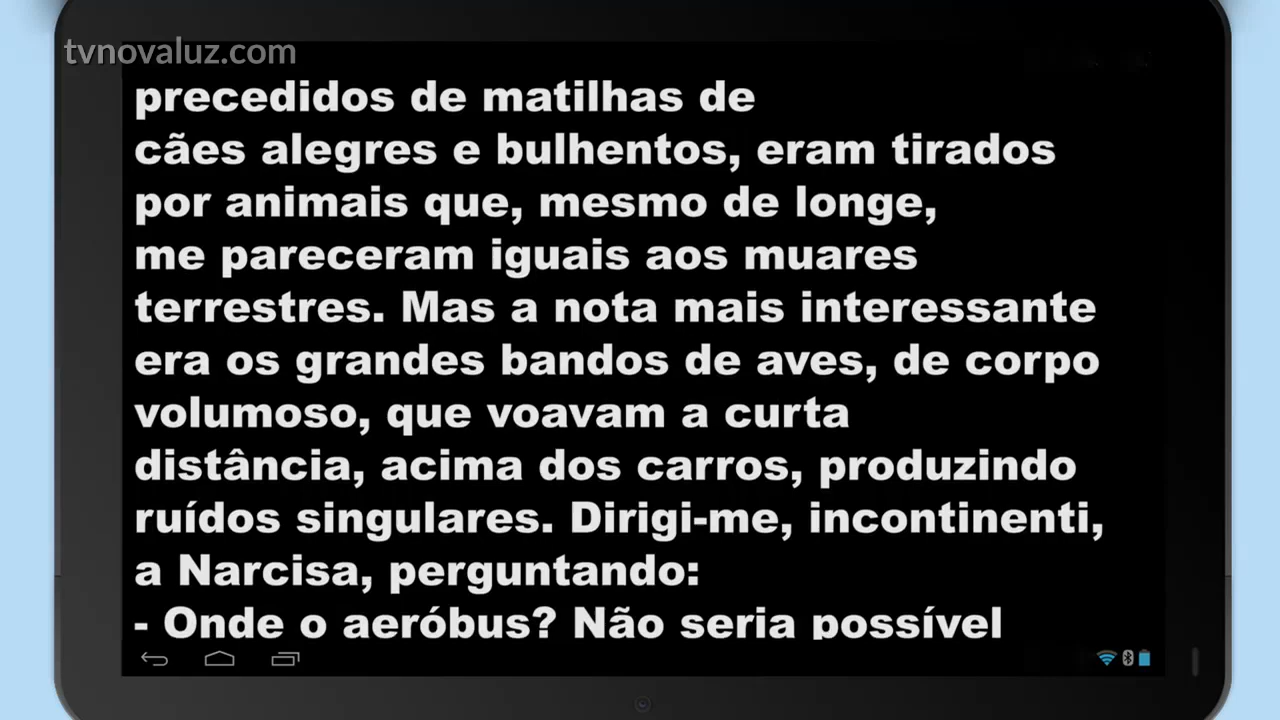 tvnovaluz.com
precedidos de matilhas de
cães alegres e bulhentos, eram tirados
por animais que, mesmo de longe,
me pareceram iguais aos muares
terrestres. Mas a nota mais interessante
era os grandes bandos de aves, de corpo
volumoso, que voavam a curta
distância, acima dos carros, produzindo
ruídos singulares. Dirigi-me, incontinenti,
a Narcisa, perguntando:
- Onde o aeróbus? Não seria possível